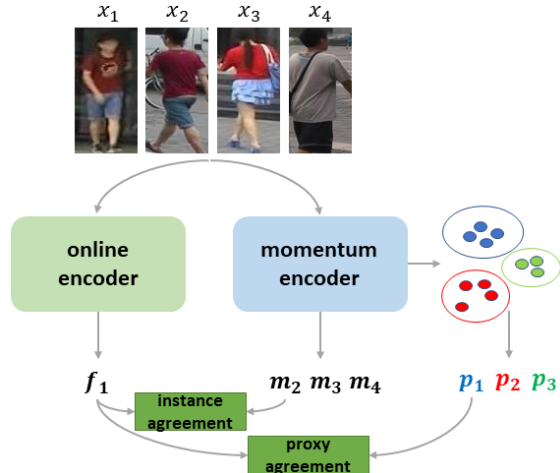 x₁ x₂ x₃ x₄
online
encoder
momentum
encoder
f₁ m₂ m₃ m₄ p₁ p₂ p₃
instance
agreement
proxy
agreement